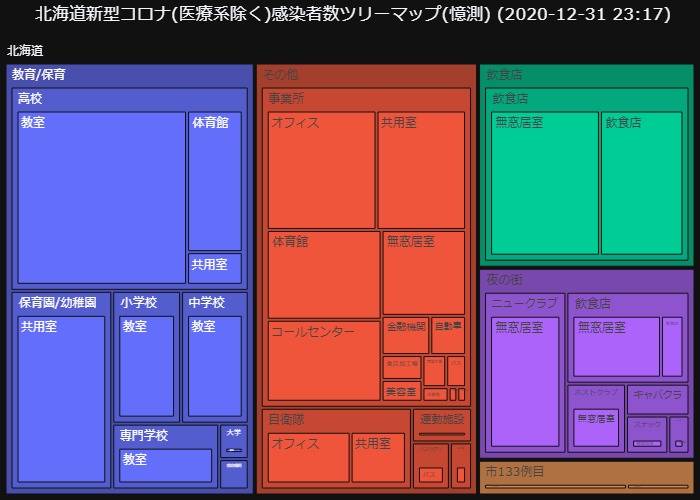 北海道新型コロナ(医療系除く)感染者数ツリーマップ(憶測) (2020-12-31 23:17)
北海道
教育/保育
高校
教室
体育館
共用室
保育園/幼稚園
共用室
小学校
教室
中学校
教室
専門学校
教室
大学
その他
事業所
オフィス
共用室
体育館
無窓居室
コールセンター
金融機関
自動車
食品加工場
バス
美容室
自衛隊
オフィス
共用室
運動施設
バス
飲食店
飲食店
無窓居室
飲食店
夜の街
ニュークラブ
無窓居室
飲食店
無窓居室
ホストクラブ
無窓居室
キャバクラ
スナック
市133例目